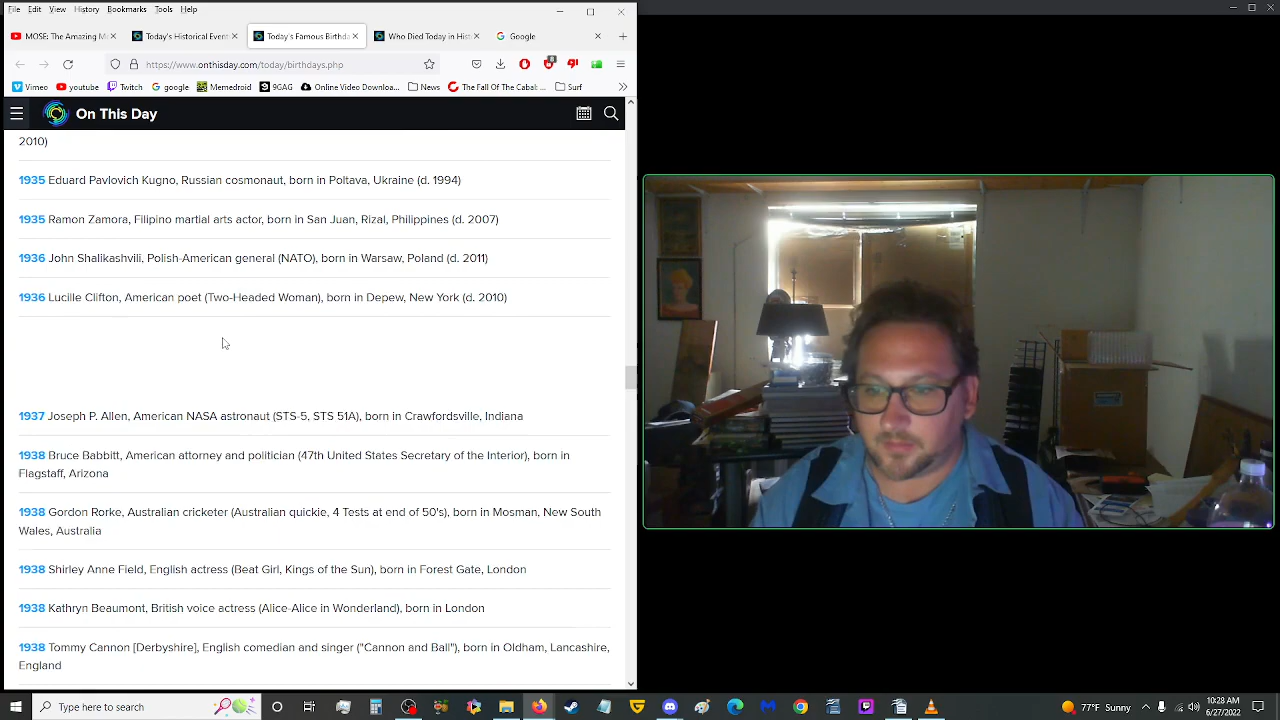 File Edit View History Bookmarks Tools Help
MOSE: The Amazing M
Today's Historical Event
Today's Famous Birthda
Who Died Today in Hist
Google
https://www.onthisday.com/today/birthdays.php
8
Vimeo youtube Twitch google Memedroid 9GAG Online Video Downloa... News The Fall Of The Cabal: ... Surf
On This Day
2010)
1935 Eduard Pavlovich Kugno, Russian cosmonaut, born in Poltava, Ukraine (d. 1994)
1935 Ramon Zamora, Filipino martial arts actor, born in San Juan, Rizal, Philippines (d. 2007)
1936 John Shalikashvili, Polish-American general (NATO), born in Warsaw, Poland (d. 2011)
1936 Lucille Clifton, American poet (Two-Headed Woman), born in Depew, New York (d. 2010)
1937 Joseph P. Allen, American NASA astronaut (STS-5, STS 51A), born in Crawfordsville, Indiana
1938 Bruce Babbitt, American attorney and politician (47th United States Secretary of the Interior), born in
Flagstaff, Arizona
1938 Gordon Rorke, Australian cricketer (Australian quickie, 4 Tests at end of 50's), born in Mosman, New South
Wales, Australia
1938 Shirley Anne Field, English actress (Beat Girl, Kings of the Sun), born in Forest Gate, London
1938 Kathryn Beaumont, British voice actress (Alice-Alice in Wonderland), born in London
1938 Tommy Cannon [Derbyshire], English comedian and singer ("Cannon and Ball"), born in Oldham, Lancashire,
England
Type here to search
77°F Sunny
10:28 AM
6/27/2022